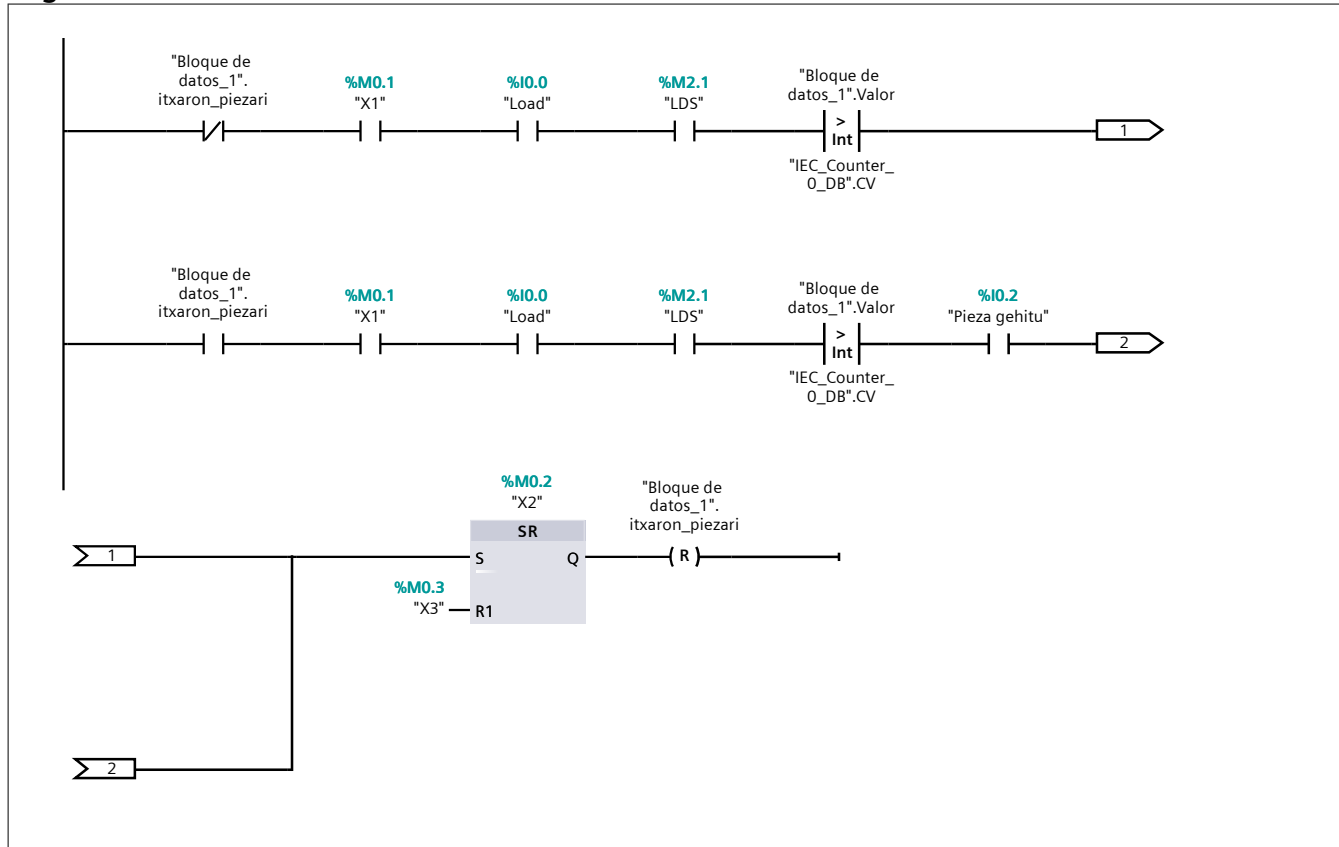 "Bloque de
datos_1".
itxaron_piezari
%M0.1
"X1"
%I0.0
"Load"
%M2.1
"LDS"
"Bloque de
datos_1".Valor
>
Int
"IEC_Counter_
0_DB".CV
1
"Bloque de
datos_1".
itxaron_piezari
%M0.1
"X1"
%I0.0
"Load"
%M2.1
"LDS"
"Bloque de
datos_1".Valor
>
Int
"IEC_Counter_
0_DB".CV
%I0.2
"Pieza gehitu"
2
1
%M0.2
"X2"
SR
S
Q
%M0.3
"X3"
R1
"Bloque de
datos_1".
itxaron_piezari
R
2